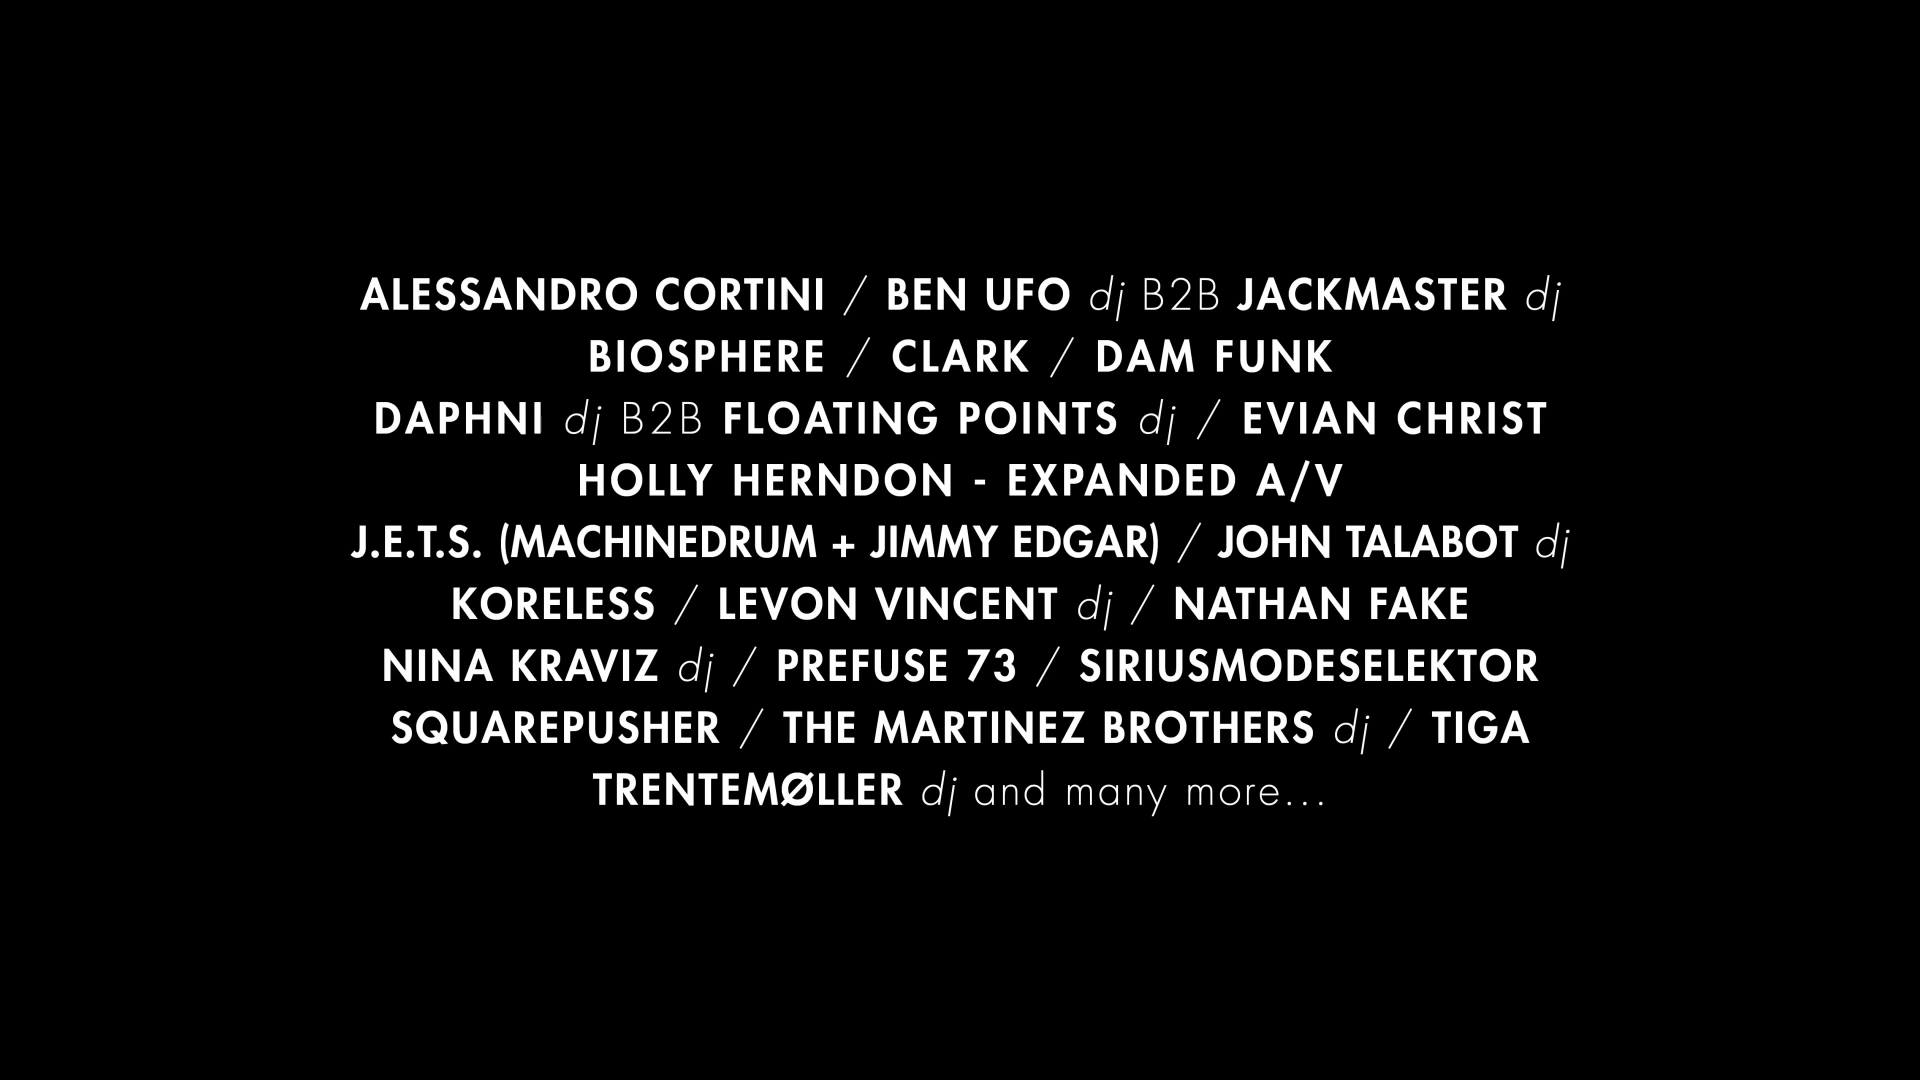 ALESSANDRO CORTINI / BEN UFO dj B2B JACKMASTER dj
BIOSPHERE / CLARK / DAM FUNK
DAPHNI dj B2B FLOATING POINTS dj / EVIAN CHRIST
HOLLY HERNDON - EXPANDED A/V
J.E.T.S. (MACHINEDRUM + JIMMY EDGAR) / JOHN TALABOT dj
KORELESS / LEVON VINCENT dj / NATHAN FAKE
NINA KRAVIZ dj / PREFUSE 73 / SIRIUSMODESELEKTOR
SQUAREPUSHER / THE MARTINEZ BROTHERS dj / TIGA
TRENTEMØLLER dj and many more...